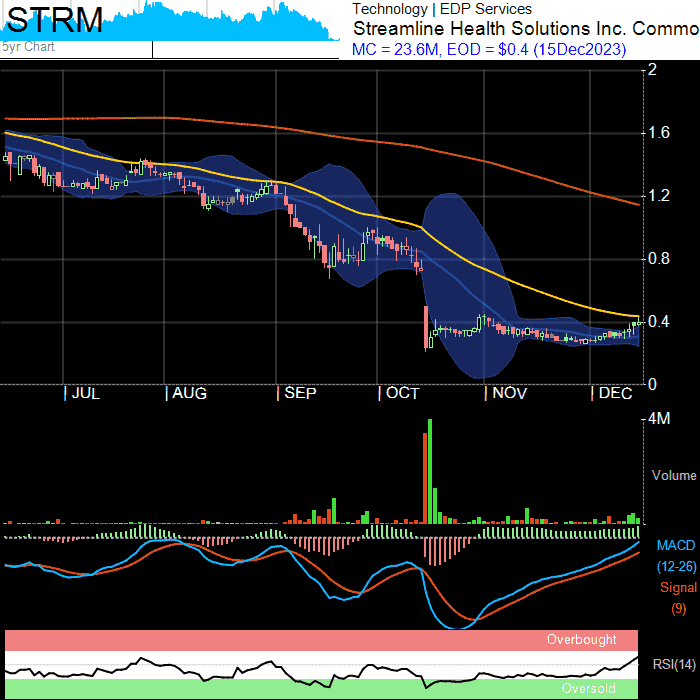 STRM
5yr Chart
Technology | EDP Services
Streamline Health Solutions Inc. Commo
MC = 23.6M, EOD = $0.4 (15Dec2023)
2
1.6
1.2
0.8
0.4
0
| JUL | AUG | SEP | OCT | NOV | DEC
4M
Volume
0
MACD
(12-26)
Signal
(9)
Overbought
RSI(14)
Oversold